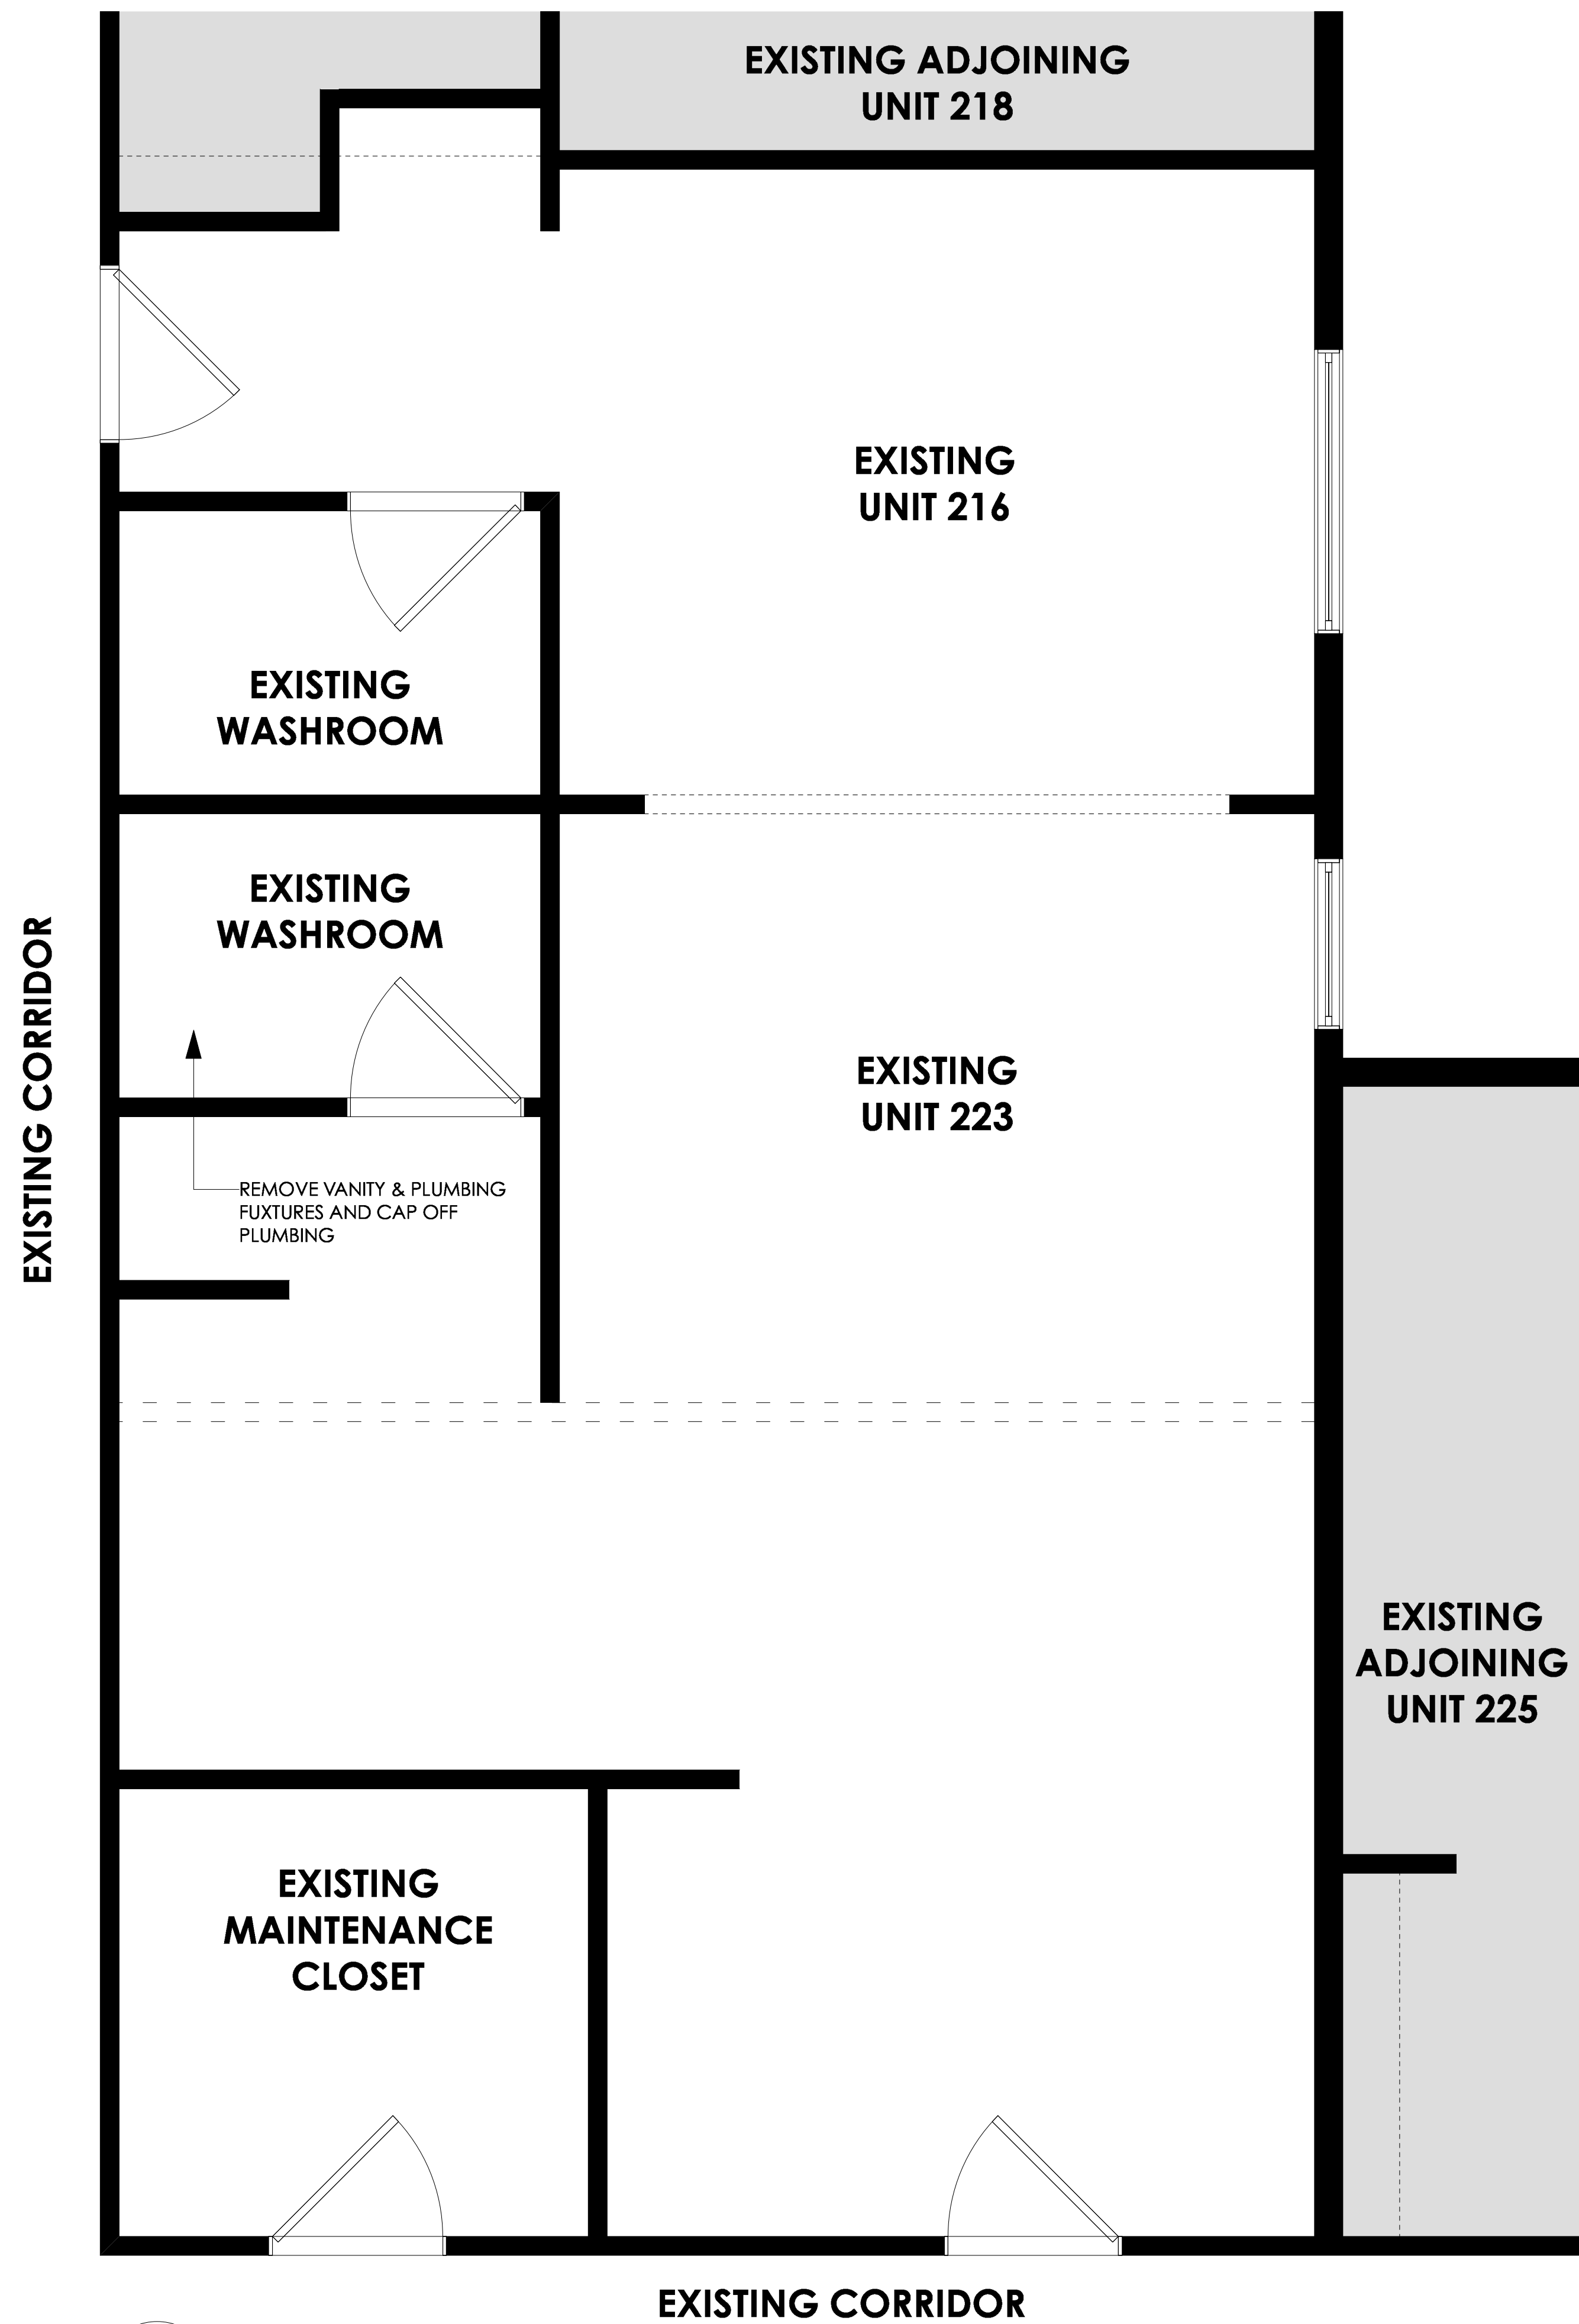 EXISTING ADJOINING
UNIT 218
EXISTING
UNIT 216
EXISTING
WASHROOM
EXISTING
WASHROOM
EXISTING CORRIDOR
EXISTING
UNIT 223
REMOVE VANITY & PLUMBING
FUXTURES AND CAP OFF
PLUMBING
EXISTING
ADJOINING
UNIT 225
EXISTING
MAINTENANCE
CLOSET
EXISTING CORRIDOR